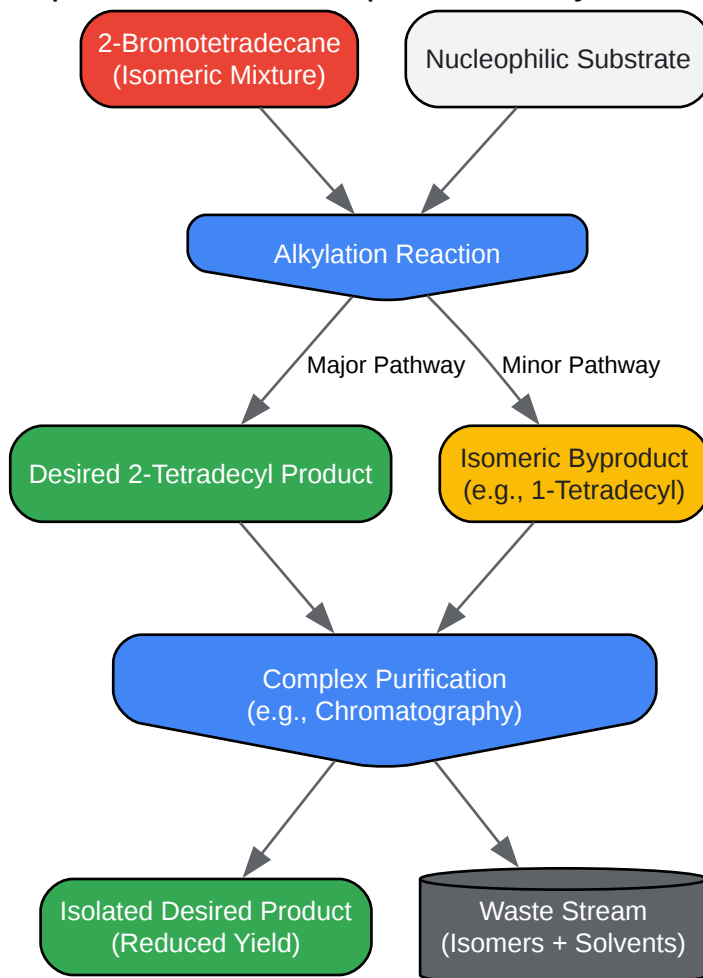 2-Bromotetradecane
(Isomeric Mixture)
Nucleophilic Substrate
Alkylation Reaction
Major Pathway
Minor Pathway
Desired 2-Tetradecyl Product
Isomeric Byproduct
(e.g., 1-Tetradecyl)
Complex Purification
(e.g., Chromatography)
Isolated Desired Product
(Reduced Yield)
Waste Stream
(Isomers + Solvents)